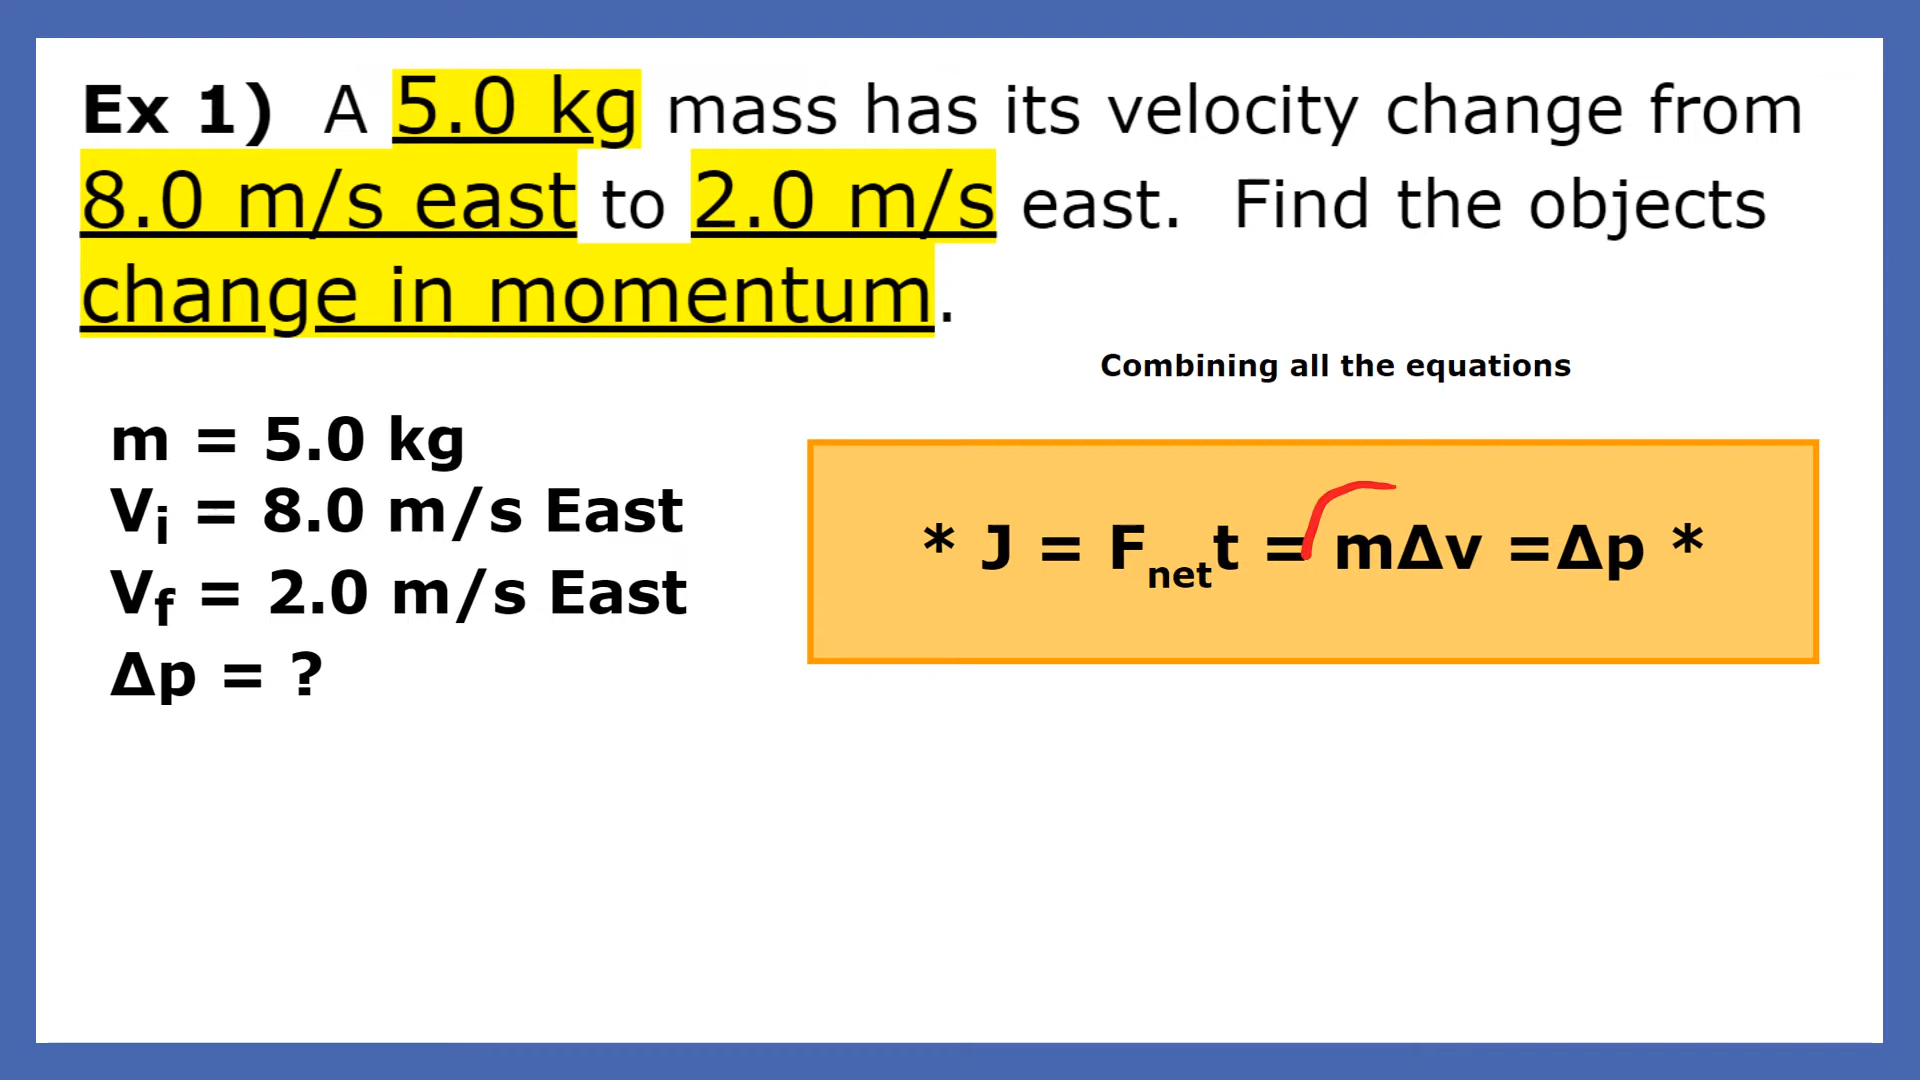 Ex 1) A 5.0 kg mass has its velocity change from
8.0 m/s east to 2.0 m/s east. Find the objects
change in momentum.
Combining all the equations
m = 5.0 kg
Vi = 8.0 m/s East
Vf = 2.0 m/s East
Δp = ?
* J = Fnett = mΔv =Δp *